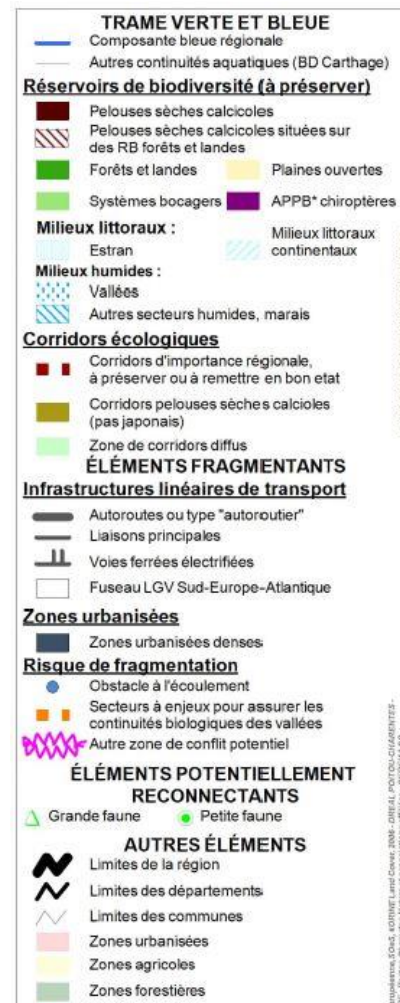 TRAME VERTE ET BLEUE
Composante bleue régionale
Autres continuités aquatiques (BD Carthage)
Réservoirs de biodiversité (à préserver)
Pelouses sèches calcicoles
Pelouses sèches calcicoles situées sur
des RB forêts et landes
Forêts et landes
Plaines ouvertes
Systèmes bocagers
APPB* chiroptères
Milieux littoraux :
Estran
Milieux littoraux
continentaux
Milieux humides :
Vallées
Autres secteurs humides, marais
Corridors écologiques
Corridors d'importance régionale,
à préserver ou à remettre en bon etat
Corridors pelouses sèches calcioles
(pas japonais)
Zone de corridors diffus
ÉLÉMENTS FRAGMENTANTS
Infrastructures linéaires de transport
Autoroutes ou type "autoroutier"
Liaisons principales
Voies ferrées électrifiées
Fuseau LGV Sud-Europe-Atlantique
Zones urbanisées
Zones urbanisées denses
Risque de fragmentation
Obstacle à l'écoulement
Secteurs à enjeux pour assurer les
continuités biologiques des vallées
Autre zone de conflit potentiel
ÉLÉMENTS POTENTIELLEMENT
RECONNECTANTS
Grande faune
Petite faune
AUTRES ÉLÉMENTS
Limites de la région
Limites des départements
Limites des communes
Zones urbanisées
Zones agricoles
Zones forestières
Land Cover, 2006 - DREAL POITOU-CHARENTES -